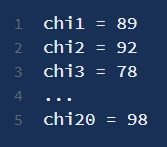 1 chi1 = 89
2 chi2 = 92
3 chi3 = 78
4 ...
5 chi20 = 98